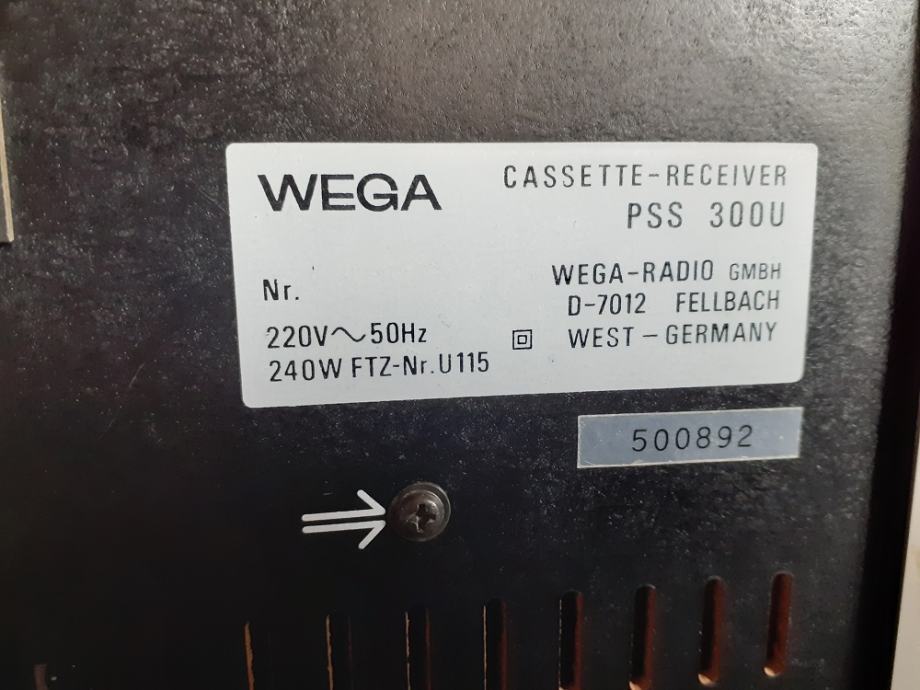 WEGA
CASSETTE-RECEIVER
PSS 300U
Nr.
220V~50Hz
240W FTZ-Nr.U115
WEGA-RADIO GMBH
D-7012 FELLBACH
WEST-GERMANY
500892